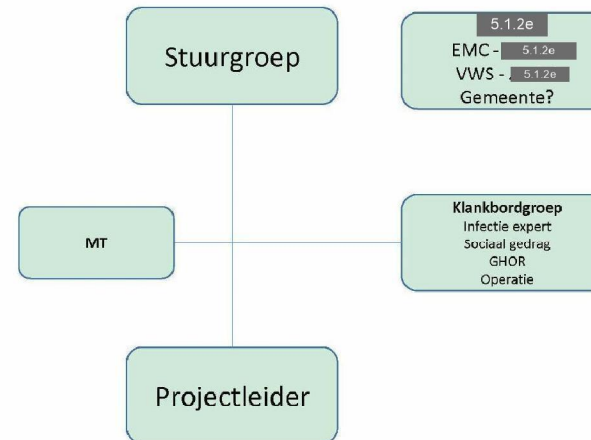 Stuurgroep
5.1.2e
EMC - 5.1.2e
VWS - 5.1.2e
Gemeente?
MT
Klankbordgroep
Infectie expert
Sociaal gedrag
GHOR
Operatie
Projectleider